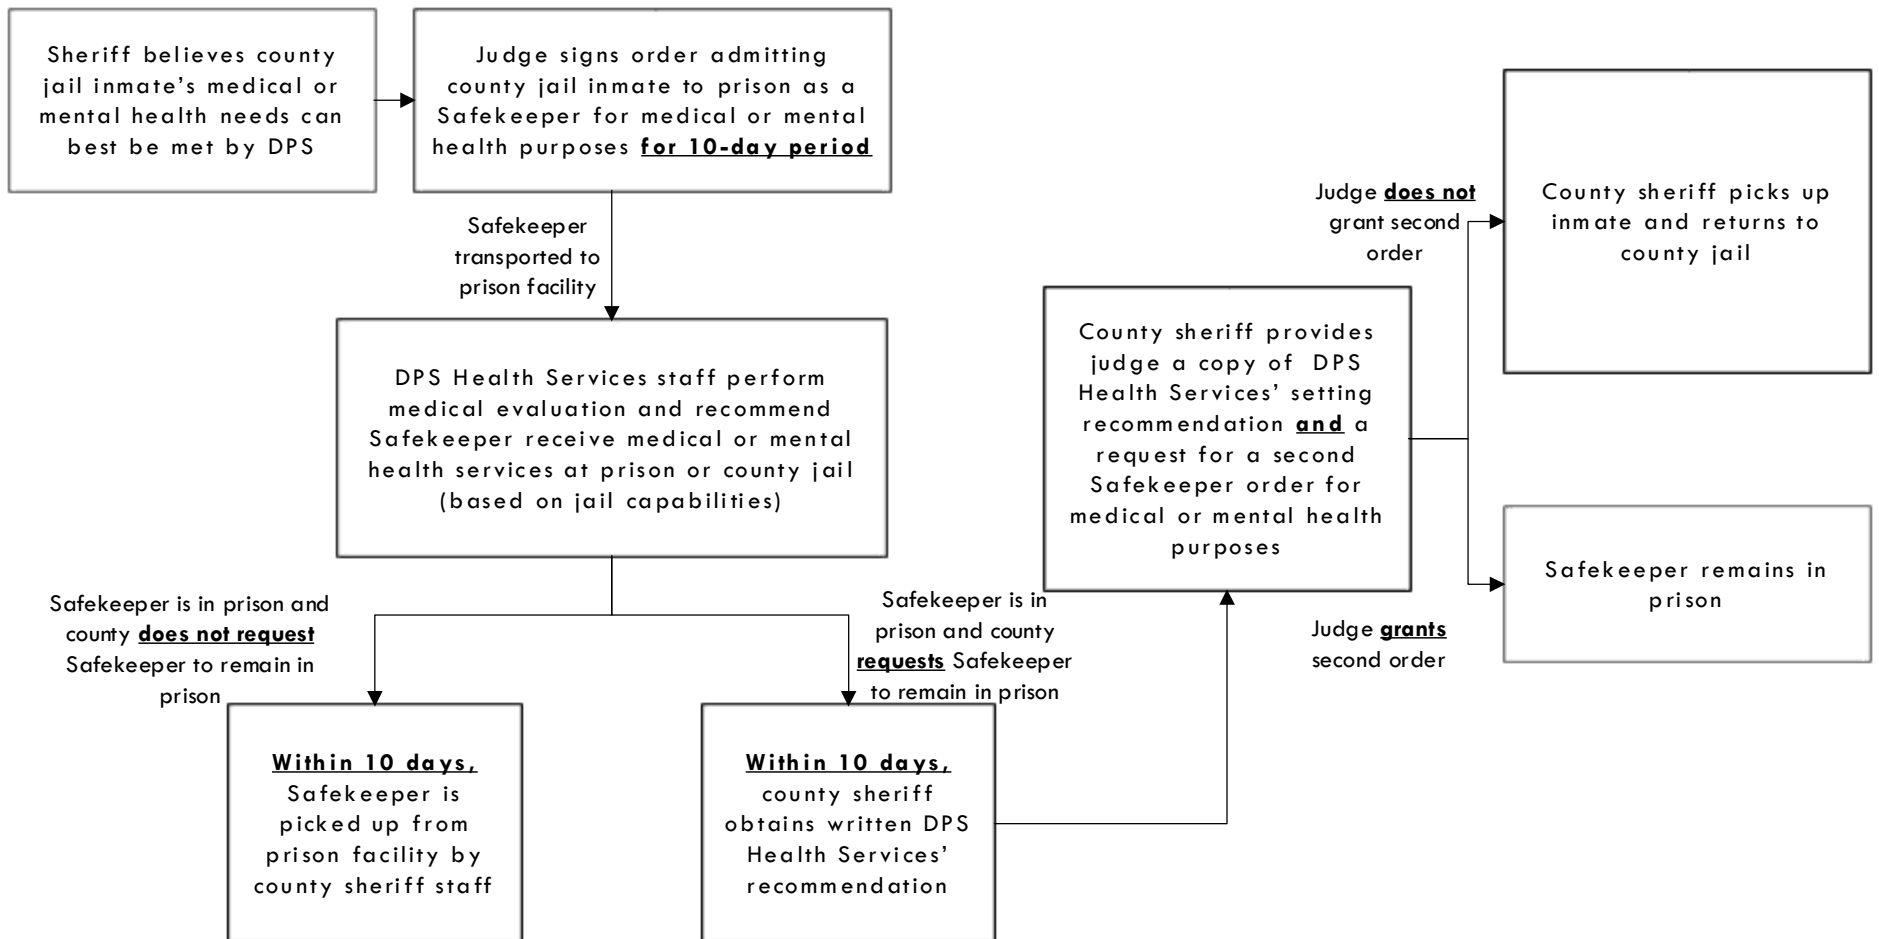 Sheriff believes county
jail inmate's medical or
mental health needs can
best be met by DPS
Judge signs order admitting
county jail inmate to prison as a
Safekeeper for medical or mental
health purposes for 10-day period
Safekeeper
transported to
prison facility
DPS Health Services staff perform
medical evaluation and recommend
Safekeeper receive medical or mental
health services at prison or county jail
(based on jail capabilities)
Safekeeper is in prison and
county does not request
Safekeeper to remain in
prison
Within 10 days,
Safekeeper is
picked up from
prison facility by
county sheriff staff
Safekeeper is in
prison and county
requests Safekeeper
to remain in prison
Within 10 days,
county sheriff
obtains written DPS
Health Services'
recommendation
County sheriff provides
judge a copy of DPS
Health Services' setting
recommendation and a
request for a second
Safekeeper order for
medical or mental health
purposes
Judge does not
grant second
order
County sheriff picks up
inmate and returns to
county jail
Judge grants
second order
Safekeeper remains in
prison